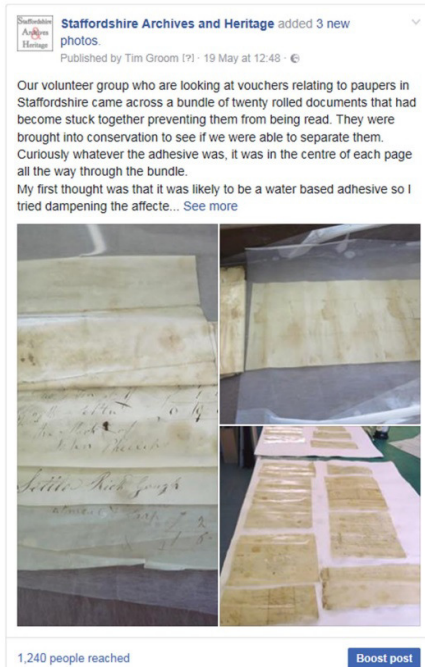 Staffordshire
Archives
&
Heritage
Staffordshire Archives and Heritage added 3 new
photos.
Published by Tim Groom [?] · 19 May at 12:48 ·
Our volunteer group who are looking at vouchers relating to paupers in
Staffordshire came across a bundle of twenty rolled documents that had
become stuck together preventing them from being read. They were
brought into conservation to see if we were able to separate them.
Curiously whatever the adhesive was, it was in the centre of each page
all the way through the bundle.
My first thought was that it was likely to be a water based adhesive so I
tried dampening the affecte... See more
Gough
1,240 people reached
Boost post